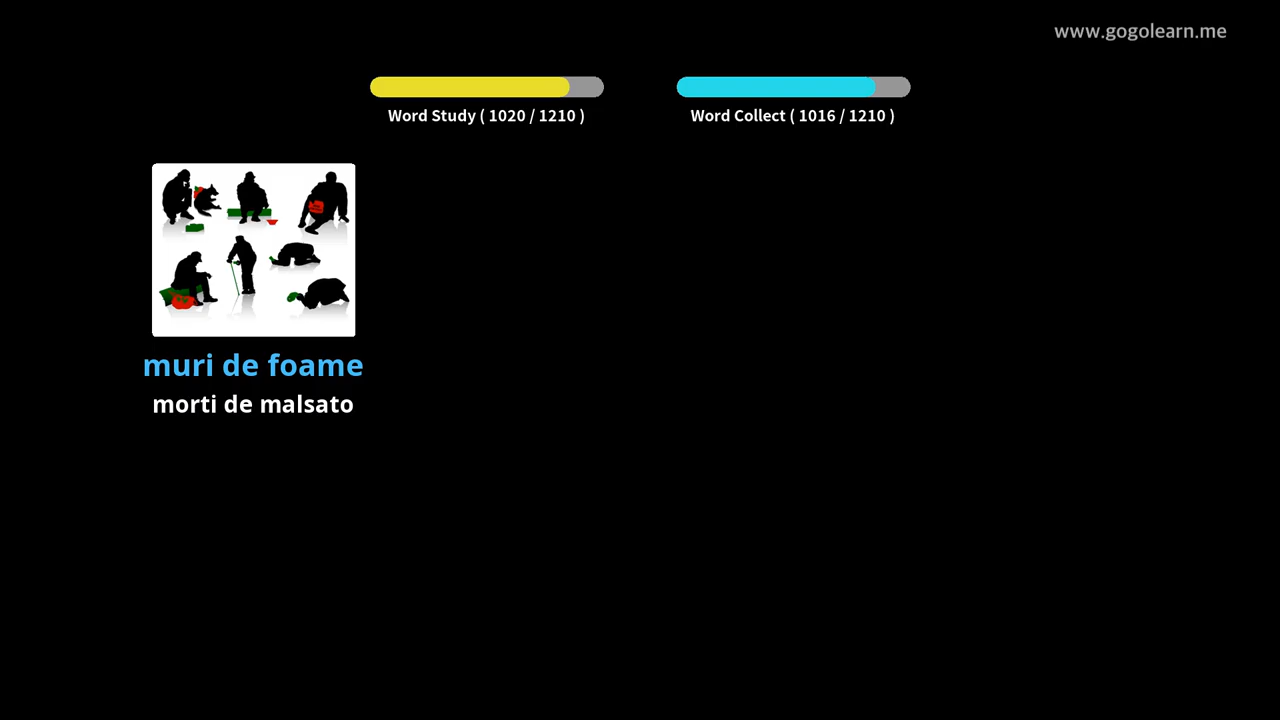 www.gogolearn.me
Word Study ( 1020 / 1210 )
Word Collect ( 1016 / 1210 )
muri de foame
morti de malsato